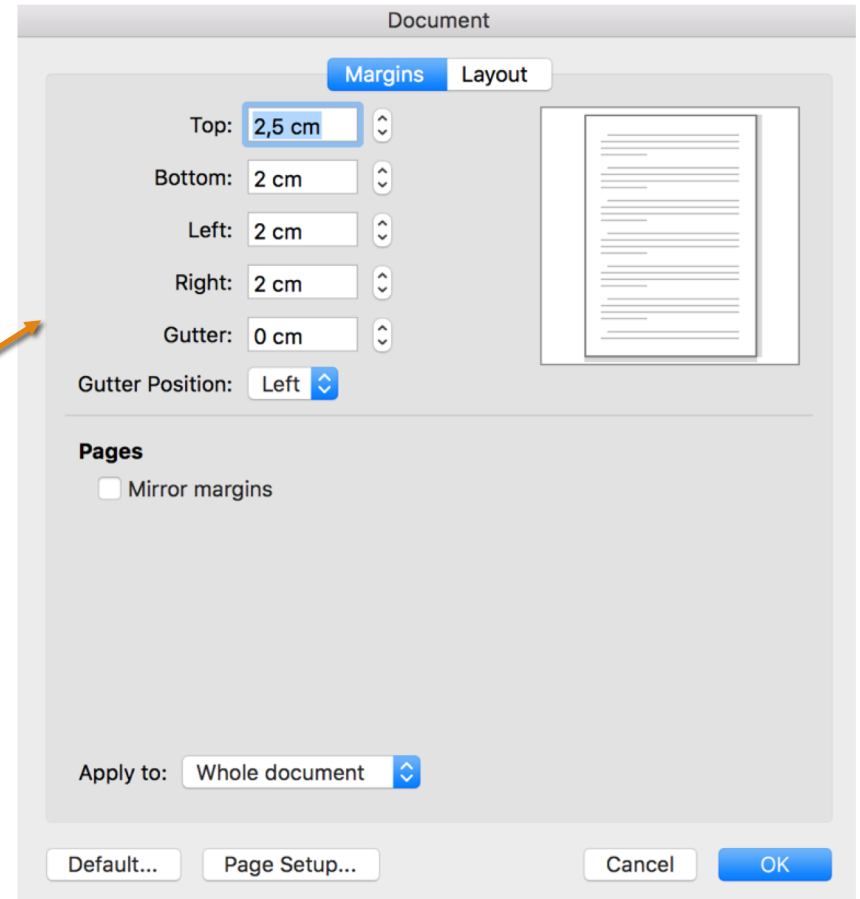 Document
Margins Layout
Top: 2,5 cm
Bottom: 2 cm
Left: 2 cm
Right: 2 cm
Gutter: 0 cm
Gutter Position: Left
Pages
Mirror margins
Apply to: Whole document
Default... Page Setup... Cancel OK